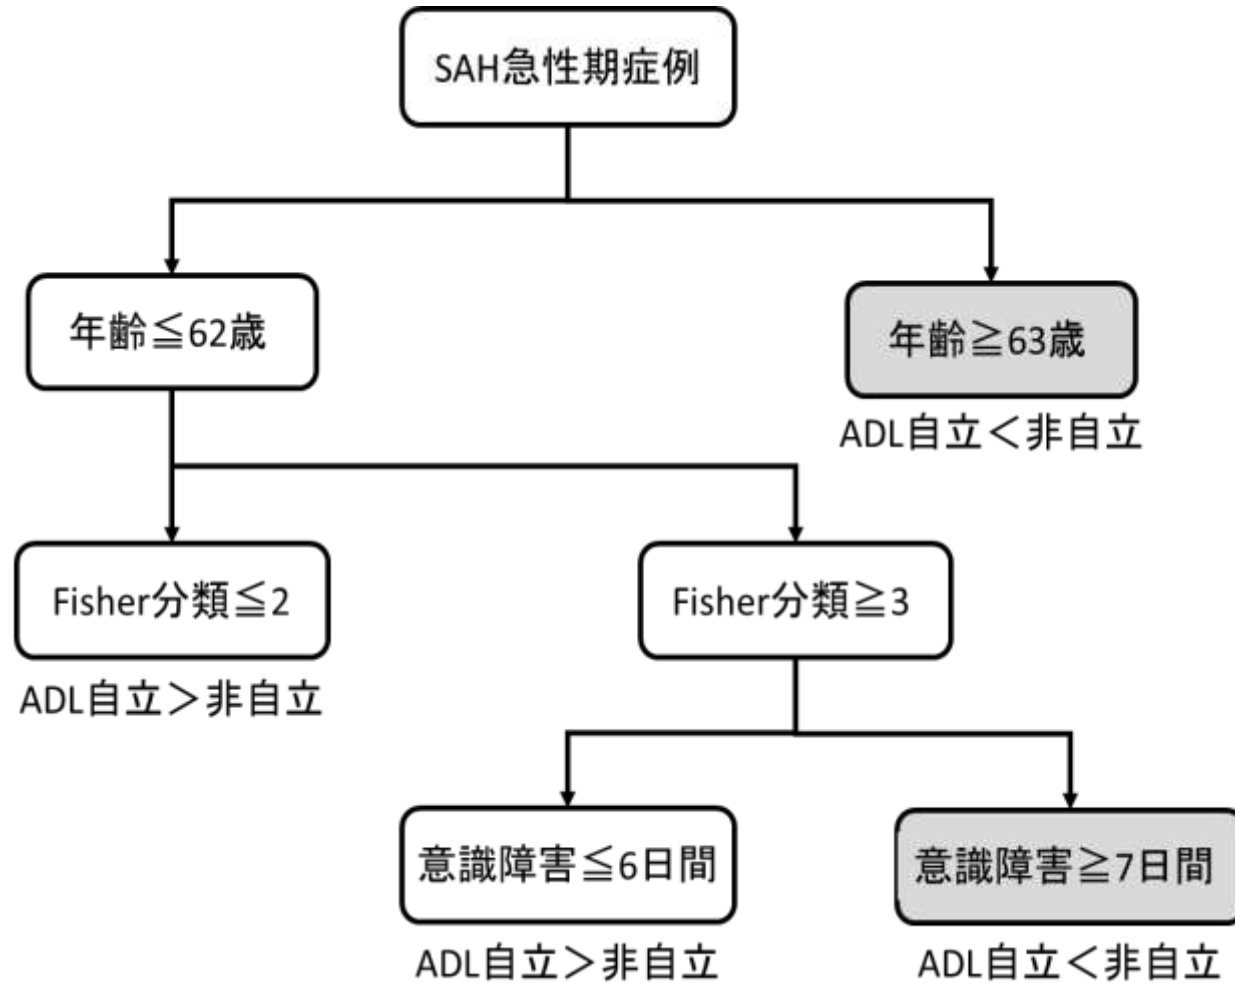 SAH急性期症例
年齢≦62歳
年齢≧63歳
ADL自立＜非自立
Fisher分類≦2
Fisher分類≧3
ADL自立＞非自立
意識障害≦6日間
意識障害≧7日間
ADL自立＞非自立
ADL自立＜非自立